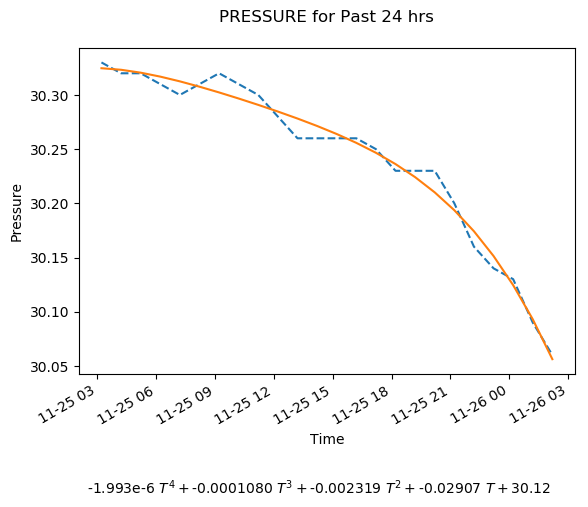 PRESSURE for Past 24 hrs
30.30
30.25
30.20
30.15
30.10
30.05
Pressure
11-25 03 11-25 06 11-25 09 11-25 12 11-25 15 11-25 18 11-25 21 11-26 00 11-26 03
Time
-1.993e-6 T⁴ + -0.0001080 T³ + -0.002319 T² + -0.02907 T + 30.12